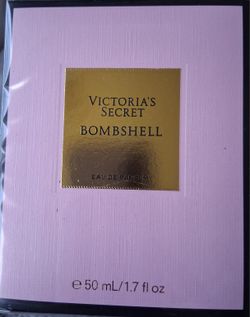 VICTORIA'S
SECRET
BOMBSHELL
EAU DE PARFUM
℮ 50 mL/1.7 fl oz